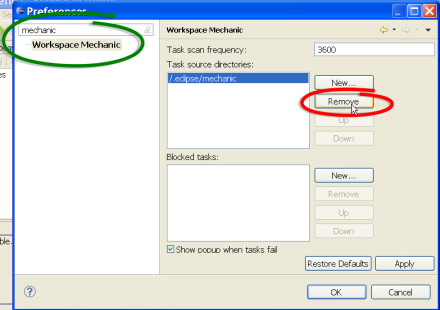 Preferences
mechanic
Workspace Mechanic
Workspace Mechanic
Task scan frequency:
3600
Task source directories:
/.eclipse/mechanic
New...
Remove
Up
Down
Blocked tasks:
New...
Remove
Up
Down
Show popup when tasks fail
Restore Defaults
Apply
?
OK
Cancel